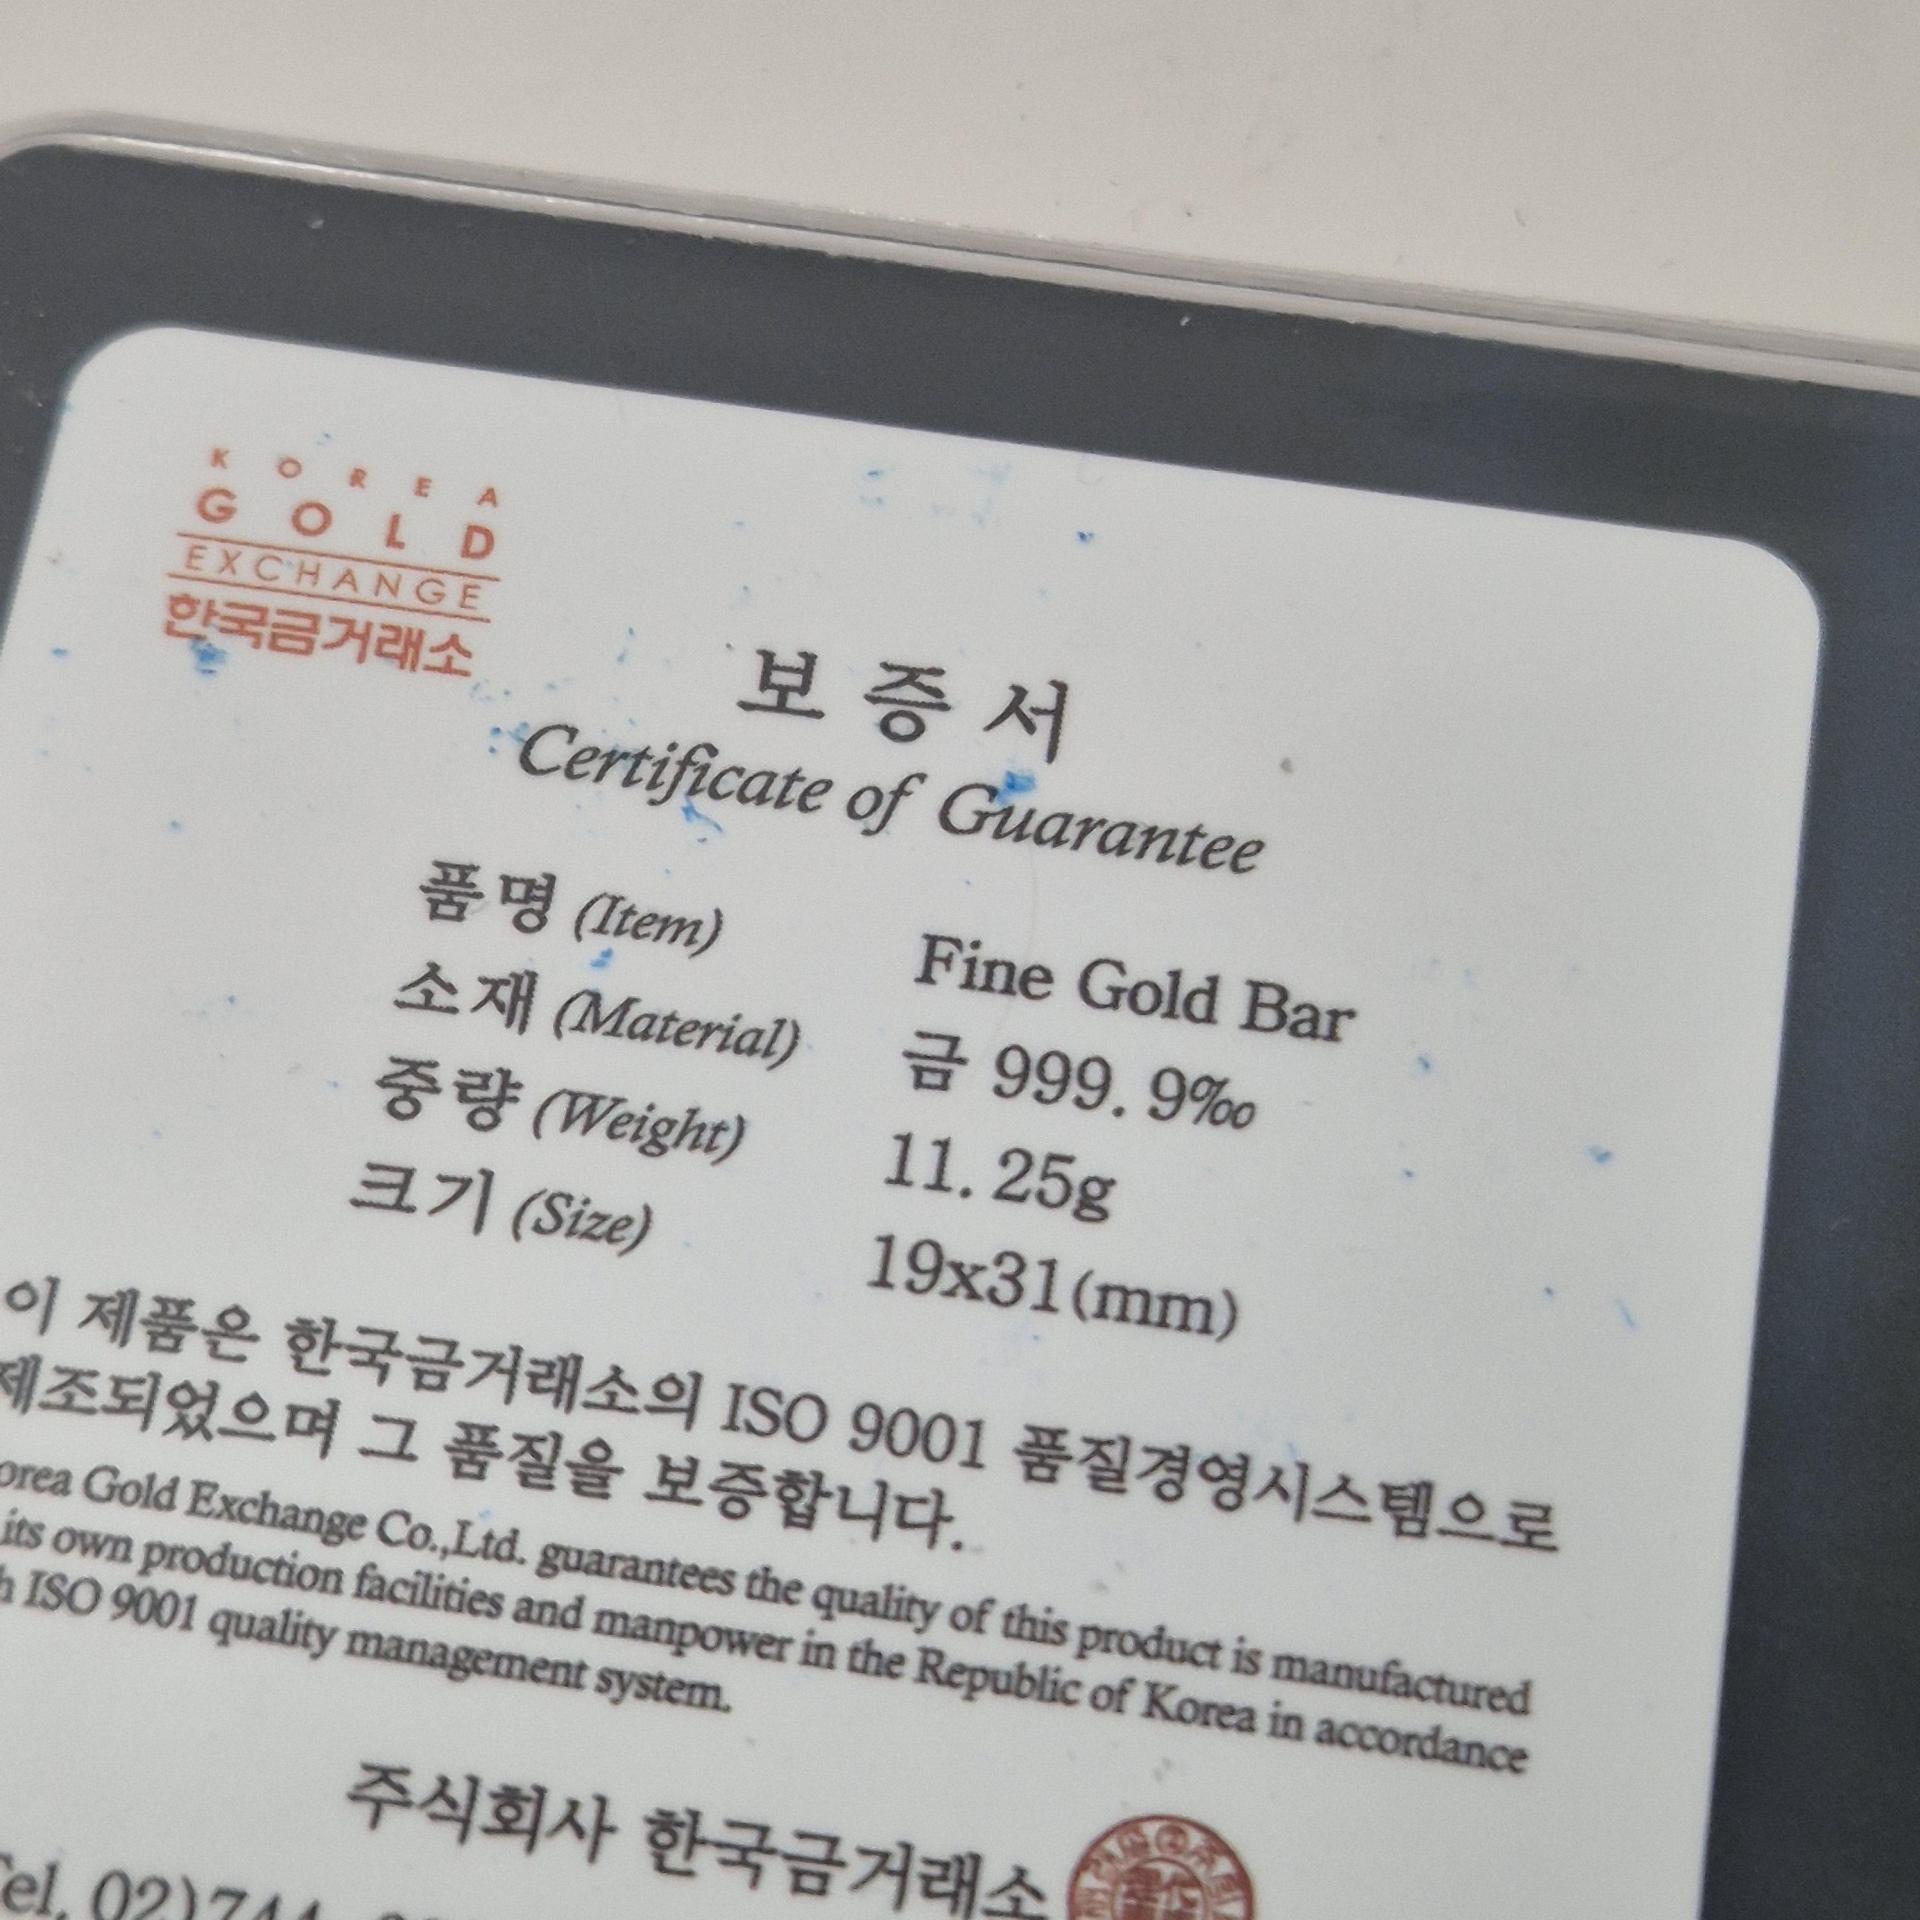 KOREA
GOLD
EXCHANGE
한국금거래소
보증서
Certificate of Guarantee
품명 (Item) Fine Gold Bar
소재 (Material) 금 999.9‰
중량 (Weight) 11.25g
크기 (Size) 19x31(mm)
이 제품은 한국금거래소의 ISO 9001 품질경영시스템으로
제조되었으며 그 품질을 보증합니다.
orea Gold Exchange Co.,Ltd. guarantees the quality of this product is manufactured
its own production facilities and manpower in the Republic of Korea in accordance
h ISO 9001 quality management system.
주식회사 한국금거래소
Tel. 02)744